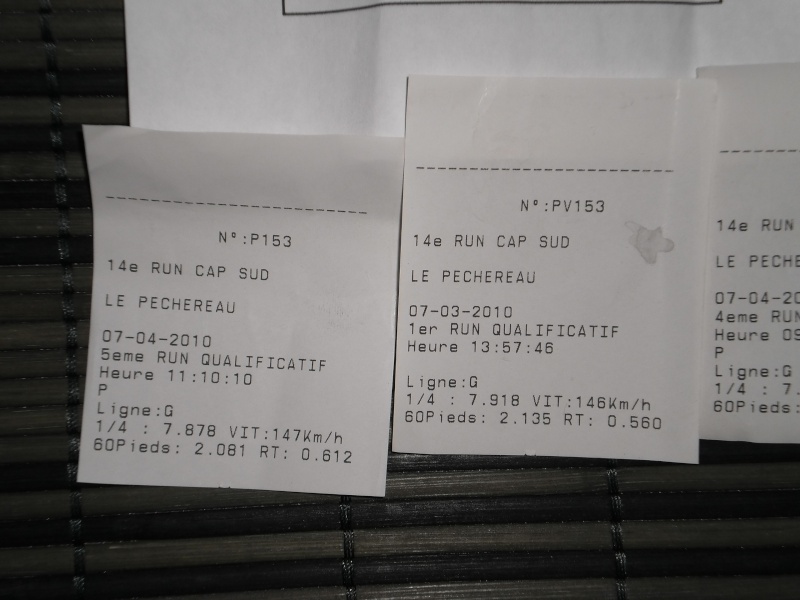 N°:P153
14e RUN CAP SUD
LE PECHEREAU
07-04-2010
5eme RUN QUALIFICATIF
Heure 11:10:10
P
Ligne:G
1/4 : 7.878 VIT:147Km/h
60Pieds: 2.081 RT: 0.612
N°:PV153
14e RUN CAP SUD
LE PECHEREAU
07-03-2010
1er RUN QUALIFICATIF
Heure 13:57:46
Ligne:G
1/4 : 7.918 VIT:146Km/h
60Pieds: 2.135 RT: 0.560
14e RUN
LE PECHE
07-04-20
4eme RUN
Heure 09
P
Ligne:G
1/4 : 7.
60Pieds: